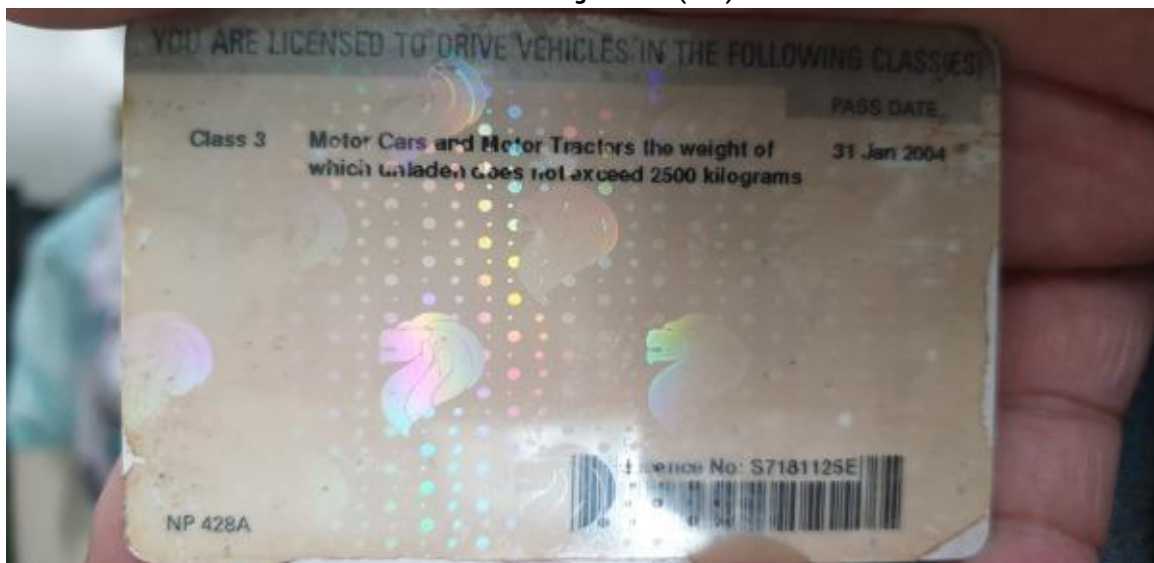 YOU ARE LICENSED TO DRIVE VEHICLES IN THE FOLLOWING CLASS(ES)
PASS DATE
Class 3 Motor Cars and Motor Tractors the weight of 31 Jan 2004
which unladen does not exceed 2500 kilograms
Licence No: S7181125E
NP 428A